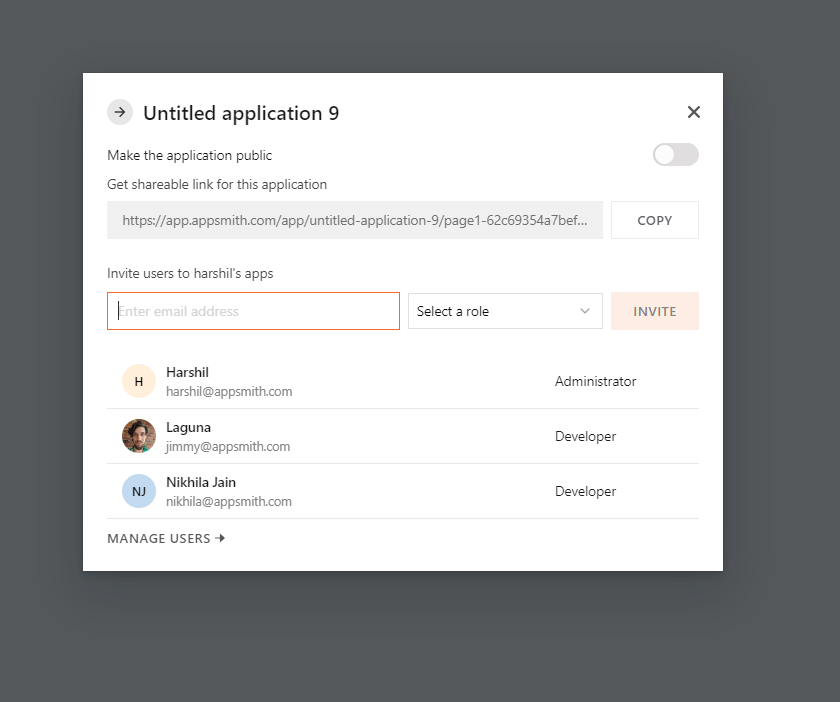 Untitled application 9
Make the application public
Get shareable link for this application
https://app.appsmith.com/app/untitled-application-9/page1-62c69354a7bef... COPY
Invite users to harshil's apps
Enter email address Select a role INVITE
H Harshil
harshil@appsmith.com Administrator
Laguna
jimmy@appsmith.com Developer
NJ Nikhila Jain
nikhila@appsmith.com Developer
MANAGE USERS